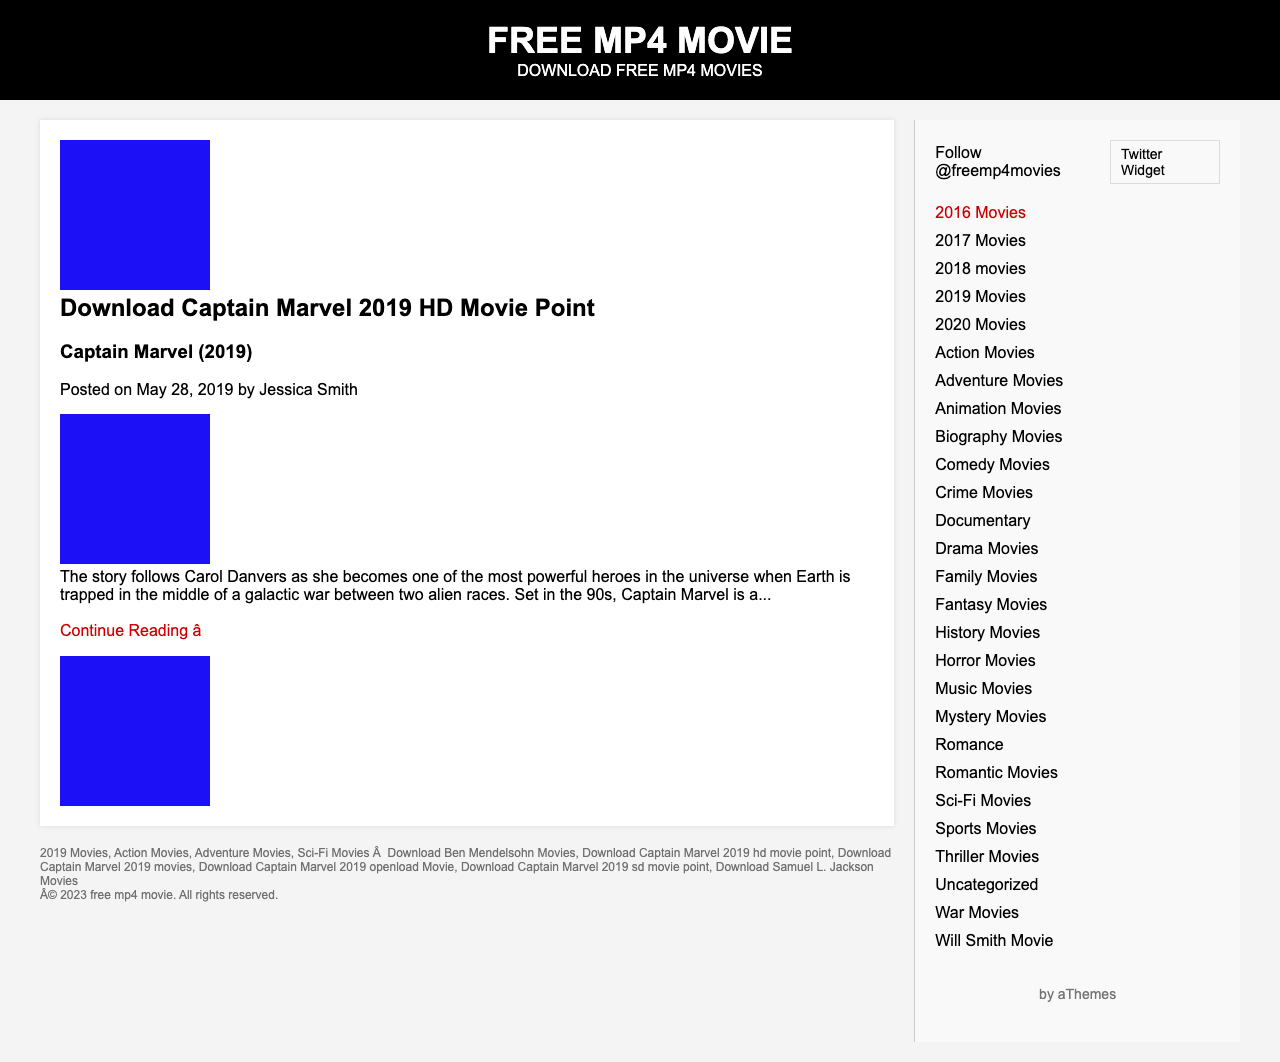 FREE MP4 MOVIE
DOWNLOAD FREE MP4 MOVIES
Download Captain Marvel 2019 HD Movie Point
Captain Marvel (2019)
Posted on May 28, 2019 by Jessica Smith
The story follows Carol Danvers as she becomes one of the most powerful heroes in the universe when Earth is
trapped in the middle of a galactic war between two alien races. Set in the 90s, Captain Marvel is a...
Continue Reading â
2019 Movies, Action Movies, Adventure Movies, Sci-Fi Movies Â  Download Ben Mendelsohn Movies, Download Captain Marvel 2019 hd movie point, Download
Captain Marvel 2019 movies, Download Captain Marvel 2019 openload Movie, Download Captain Marvel 2019 sd movie point, Download Samuel L. Jackson
Movies
Â© 2023 free mp4 movie. All rights reserved.
Follow
@freemp4movies
Twitter
Widget
2016 Movies
2017 Movies
2018 movies
2019 Movies
2020 Movies
Action Movies
Adventure Movies
Animation Movies
Biography Movies
Comedy Movies
Crime Movies
Documentary
Drama Movies
Family Movies
Fantasy Movies
History Movies
Horror Movies
Music Movies
Mystery Movies
Romance
Romantic Movies
Sci-Fi Movies
Sports Movies
Thriller Movies
Uncategorized
War Movies
Will Smith Movie
by aThemes